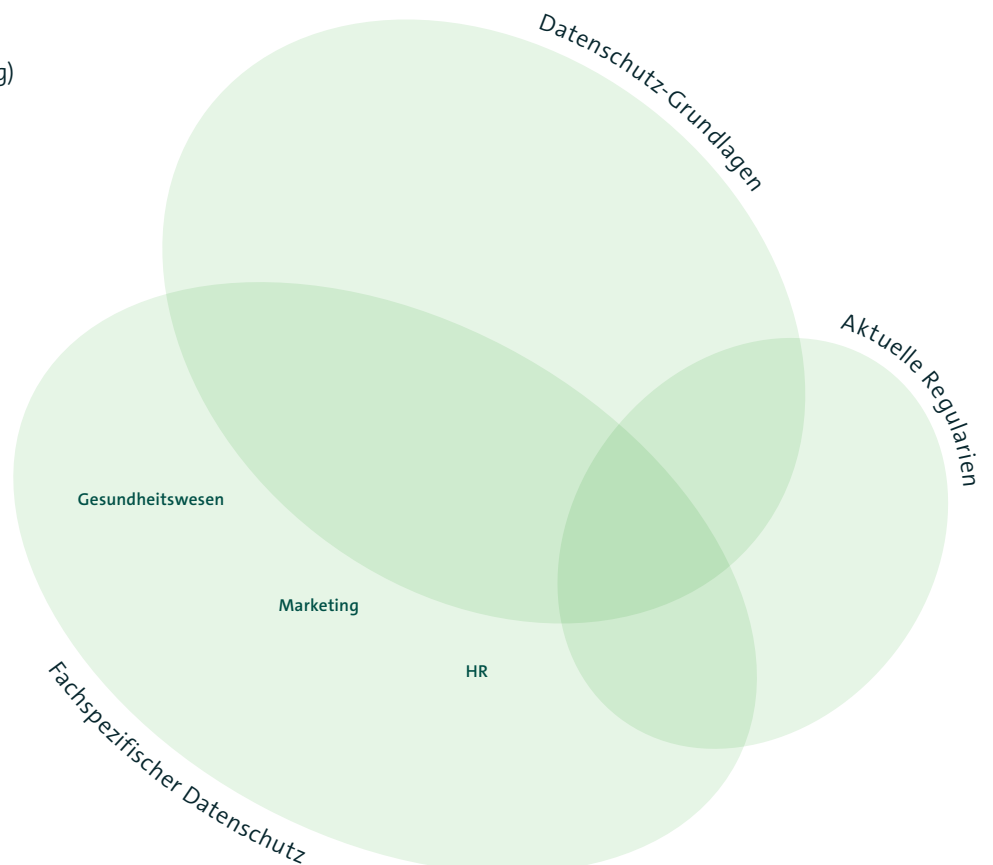 g)
Datenschutz-Grundlagen
Aktuelle Regularien
Gesundheitswesen
Marketing
HR
Fachspezifischer Datenschutz